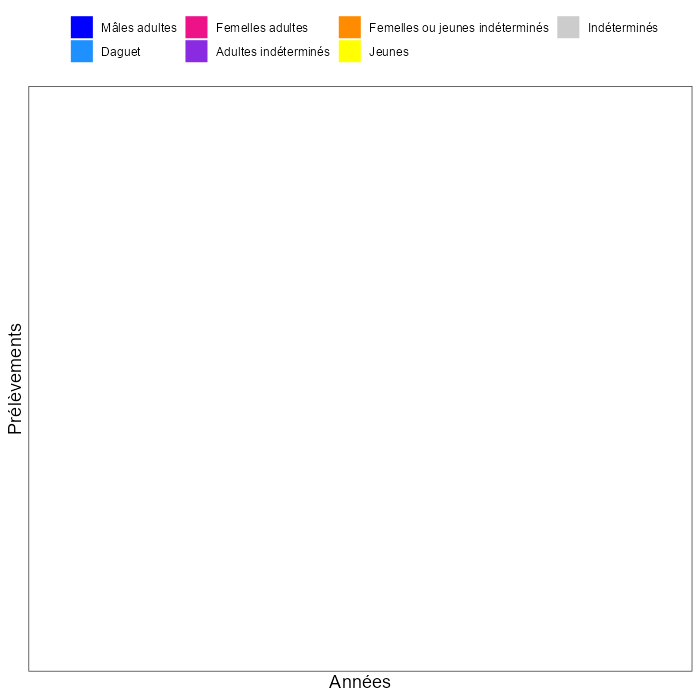 Mâles adultes Femelles adultes Femelles ou jeunes indéterminés Indéterminés
Daguet Adultes indéterminés Jeunes
Prélèvements
Années